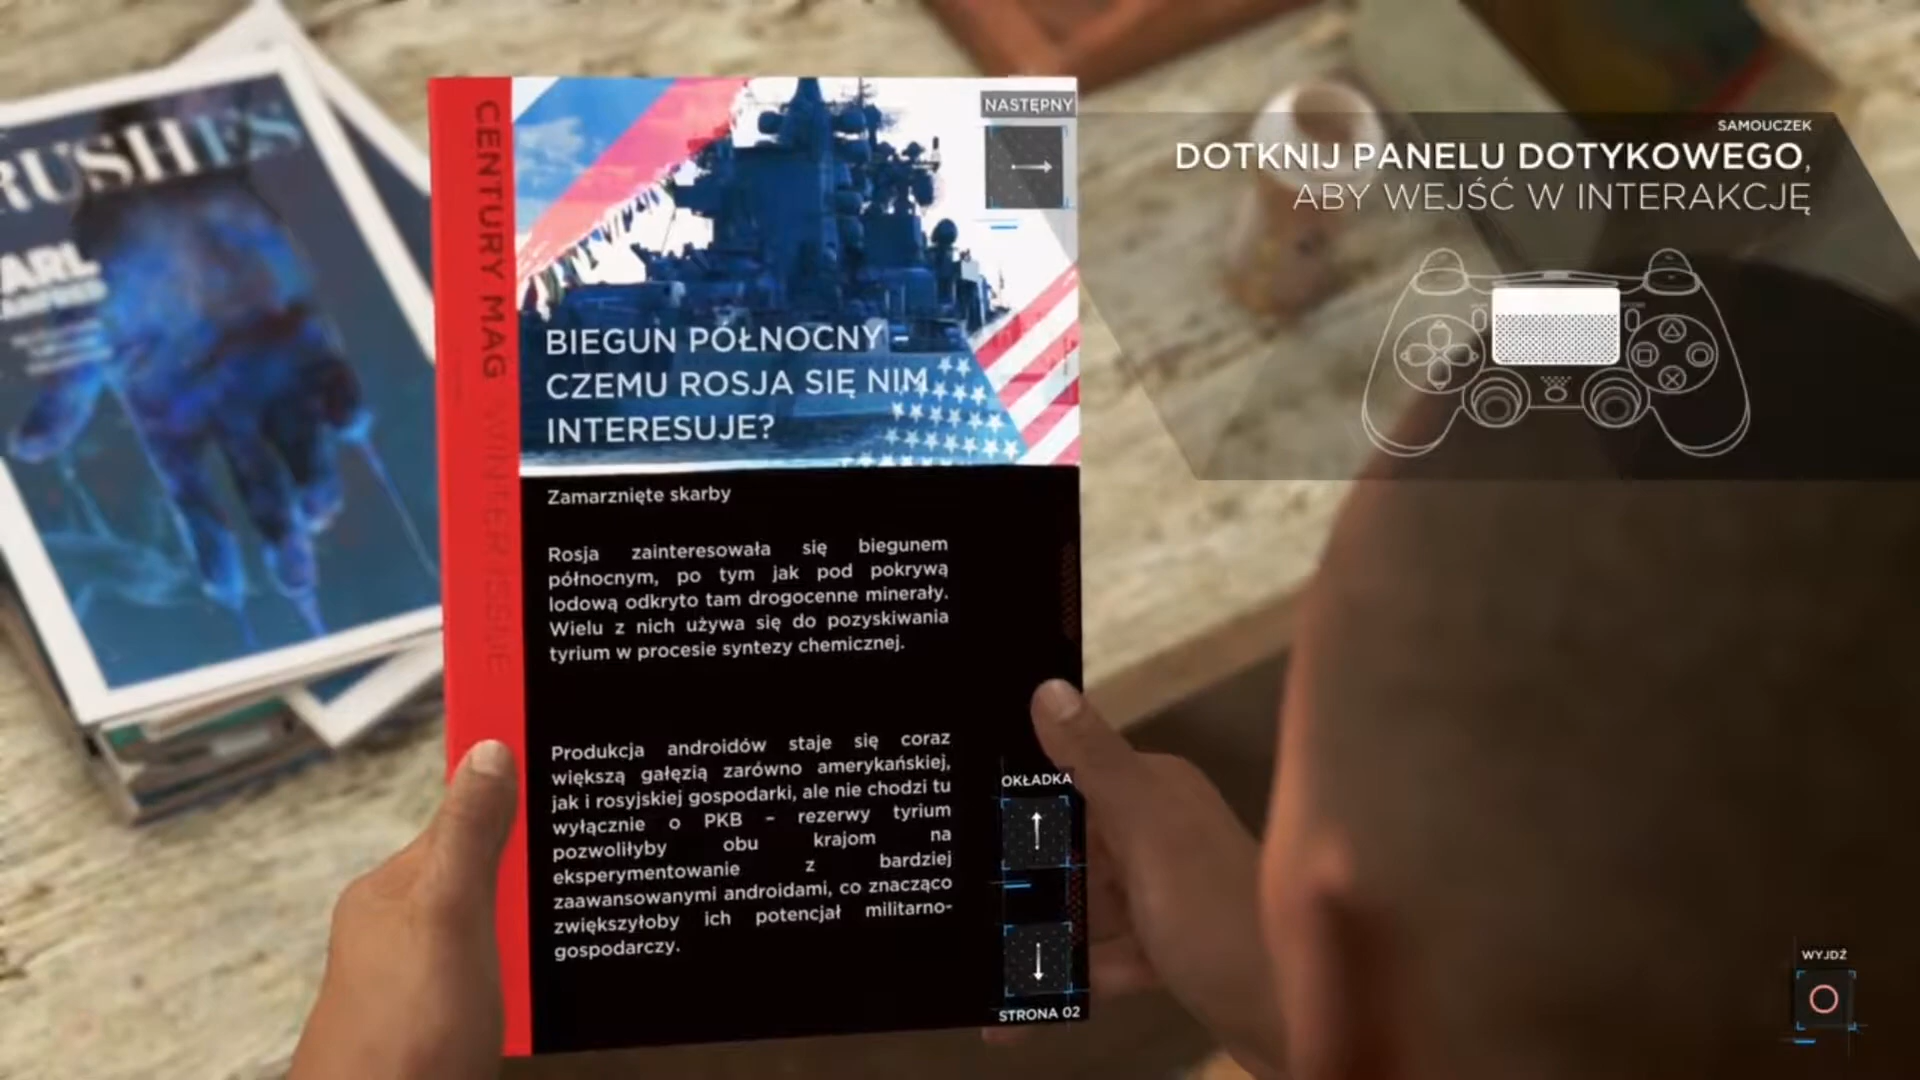 RUSHES
CENTURY MAG WINTER ISSUE
NASTĘPNY
BIEGUN PÓŁNOCNY –
CZEMU ROSJA SIĘ NIM
INTERESUJE?
Zamarznięte skarby
Rosja zainteresowała się biegunem
północnym, po tym jak pod pokrywą
lodową odkryto tam drogocenne minerały.
Wielu z nich używa się do pozyskiwania
tyrium w procesie syntezy chemicznej.
Produkcja androidów staje się coraz
większą gałęzią zarówno amerykańskiej,
jak i rosyjskiej gospodarki, ale nie chodzi tu
wyłącznie o PKB – rezerwy tyrium
pozwoliłyby obu krajom na
eksperymentowanie z bardziej
zaawansowanymi androidami, co znacząco
zwiększyłoby ich potencjał militarno-
gospodarczy.
OKŁADKA
STRONA 02
SAMOUCZEK
DOTKNIJ PANELU DOTYKOWEGO,
ABY WEJŚĆ W INTERAKCJĘ
WYJDŹ